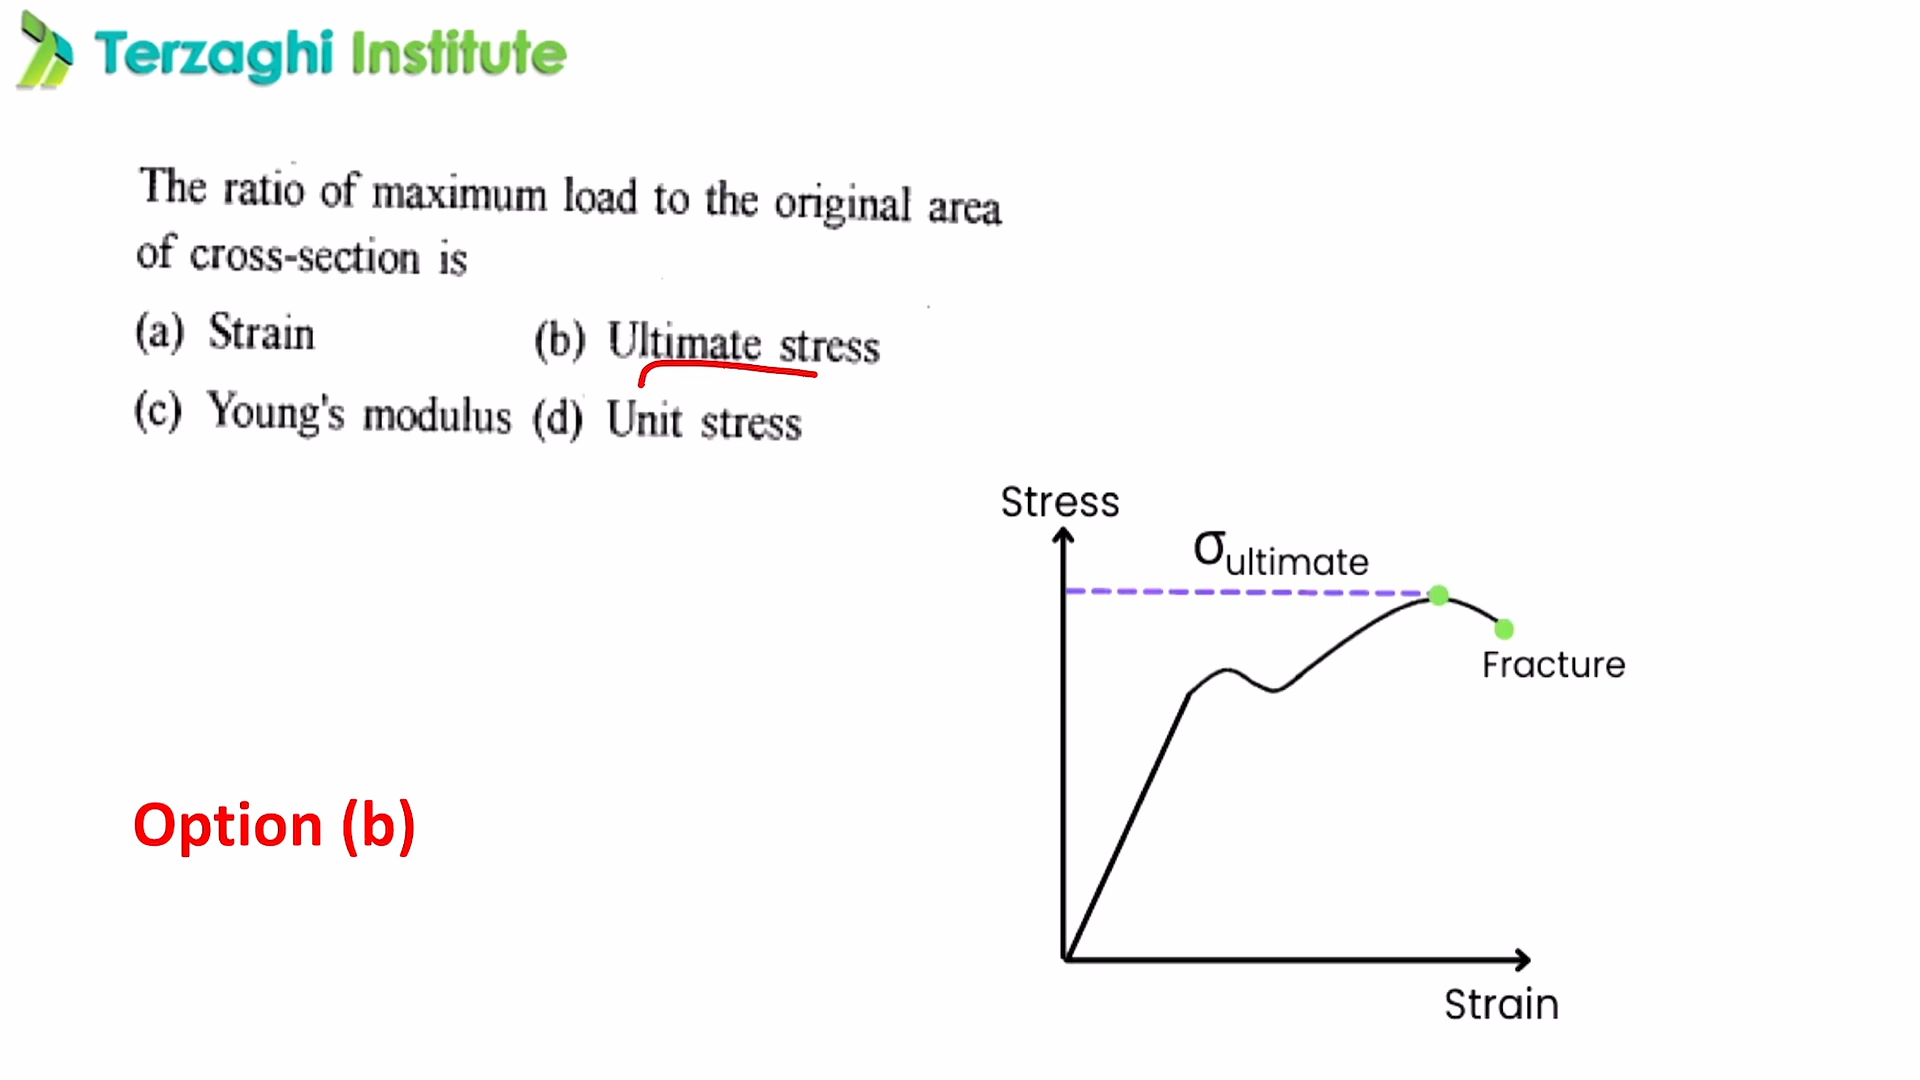 Terzaghi Institute
The ratio of maximum load to the original area
of cross-section is
(a) Strain (b) Ultimate stress
(c) Young's modulus (d) Unit stress
Stress
σultimate
Fracture
Option (b)
Strain